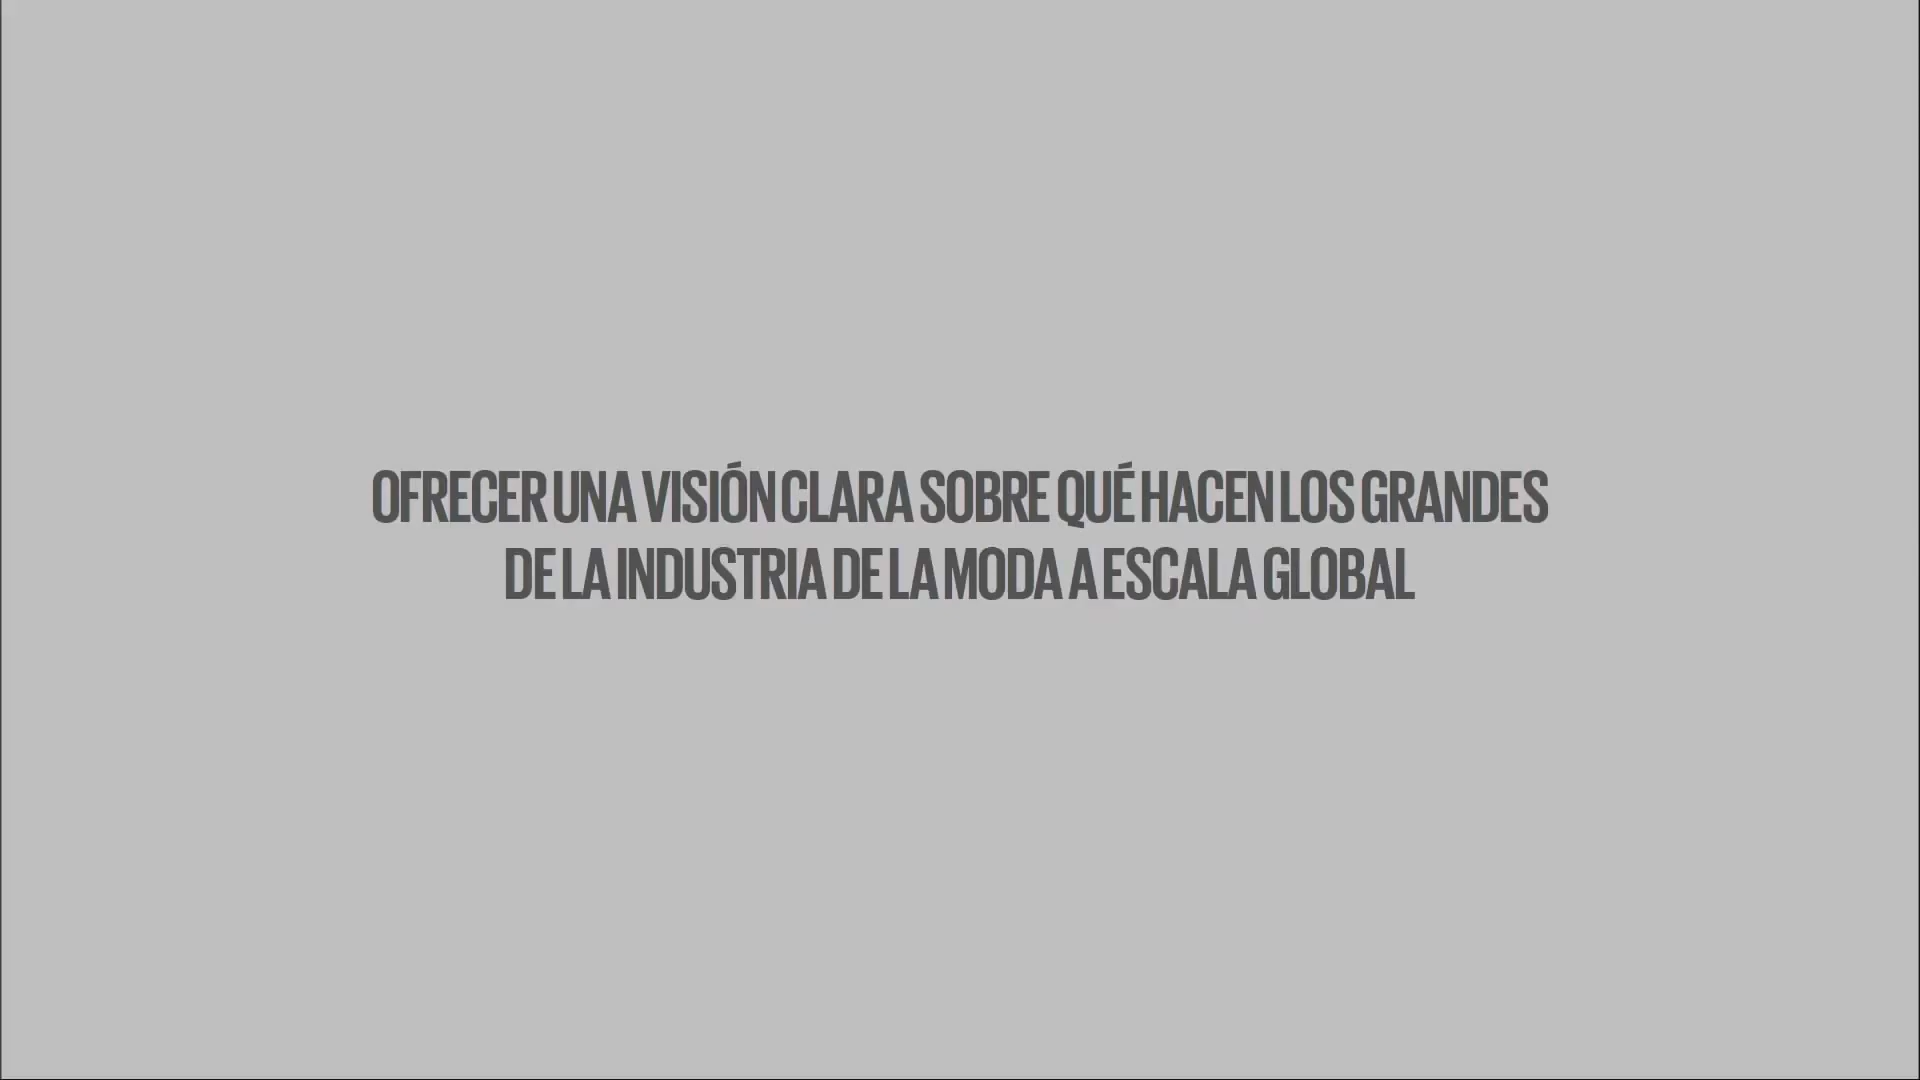 OFRECER UNA VISIÓN CLARA SOBRE QUÉ HACEN LOS GRANDES
DE LA INDUSTRIA DE LA MODA A ESCALA GLOBAL